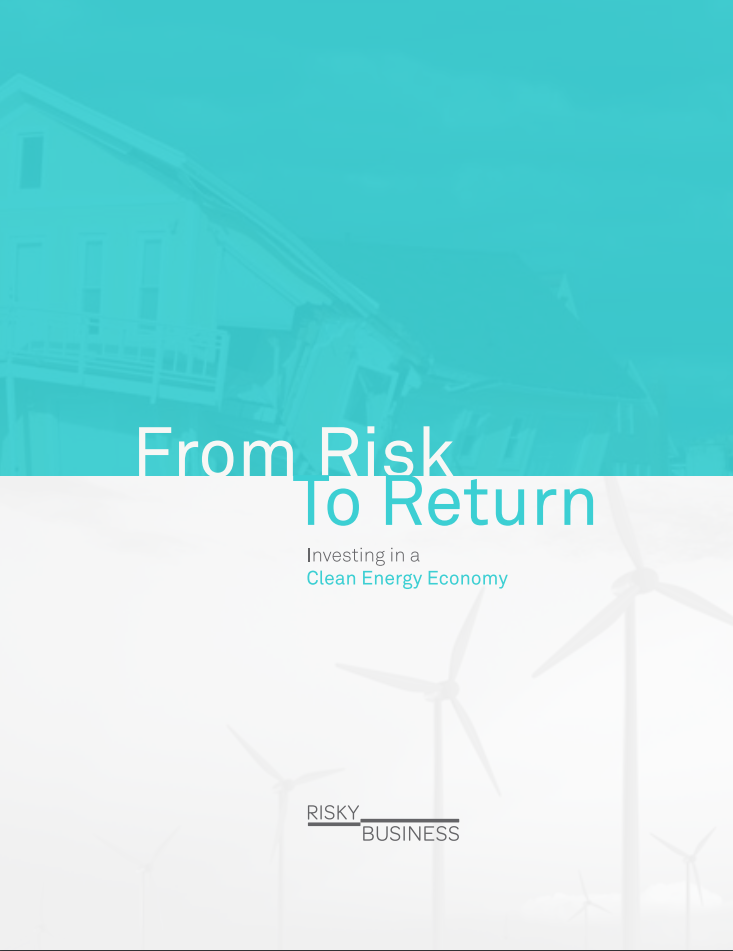 From Risk
To Return
Investing in a
Clean Energy Economy
RISKY
BUSINESS